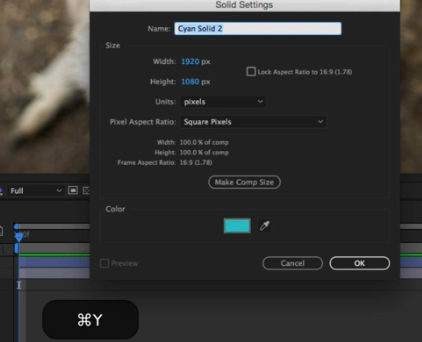 Solid Settings
Name: Cyan Solid 2
Size
Width: 1920 px
Lock Aspect Ratio to 16:9 (1.78)
Height: 1080 px
Units: pixels
Pixel Aspect Ratio: Square Pixels
Width: 100.0 % of comp
Height: 100.0 % of comp
Frame Aspect Ratio: 16:9 (1.78)
Make Comp Size
Full
Color
Preview
Cancel
OK
⌘Y